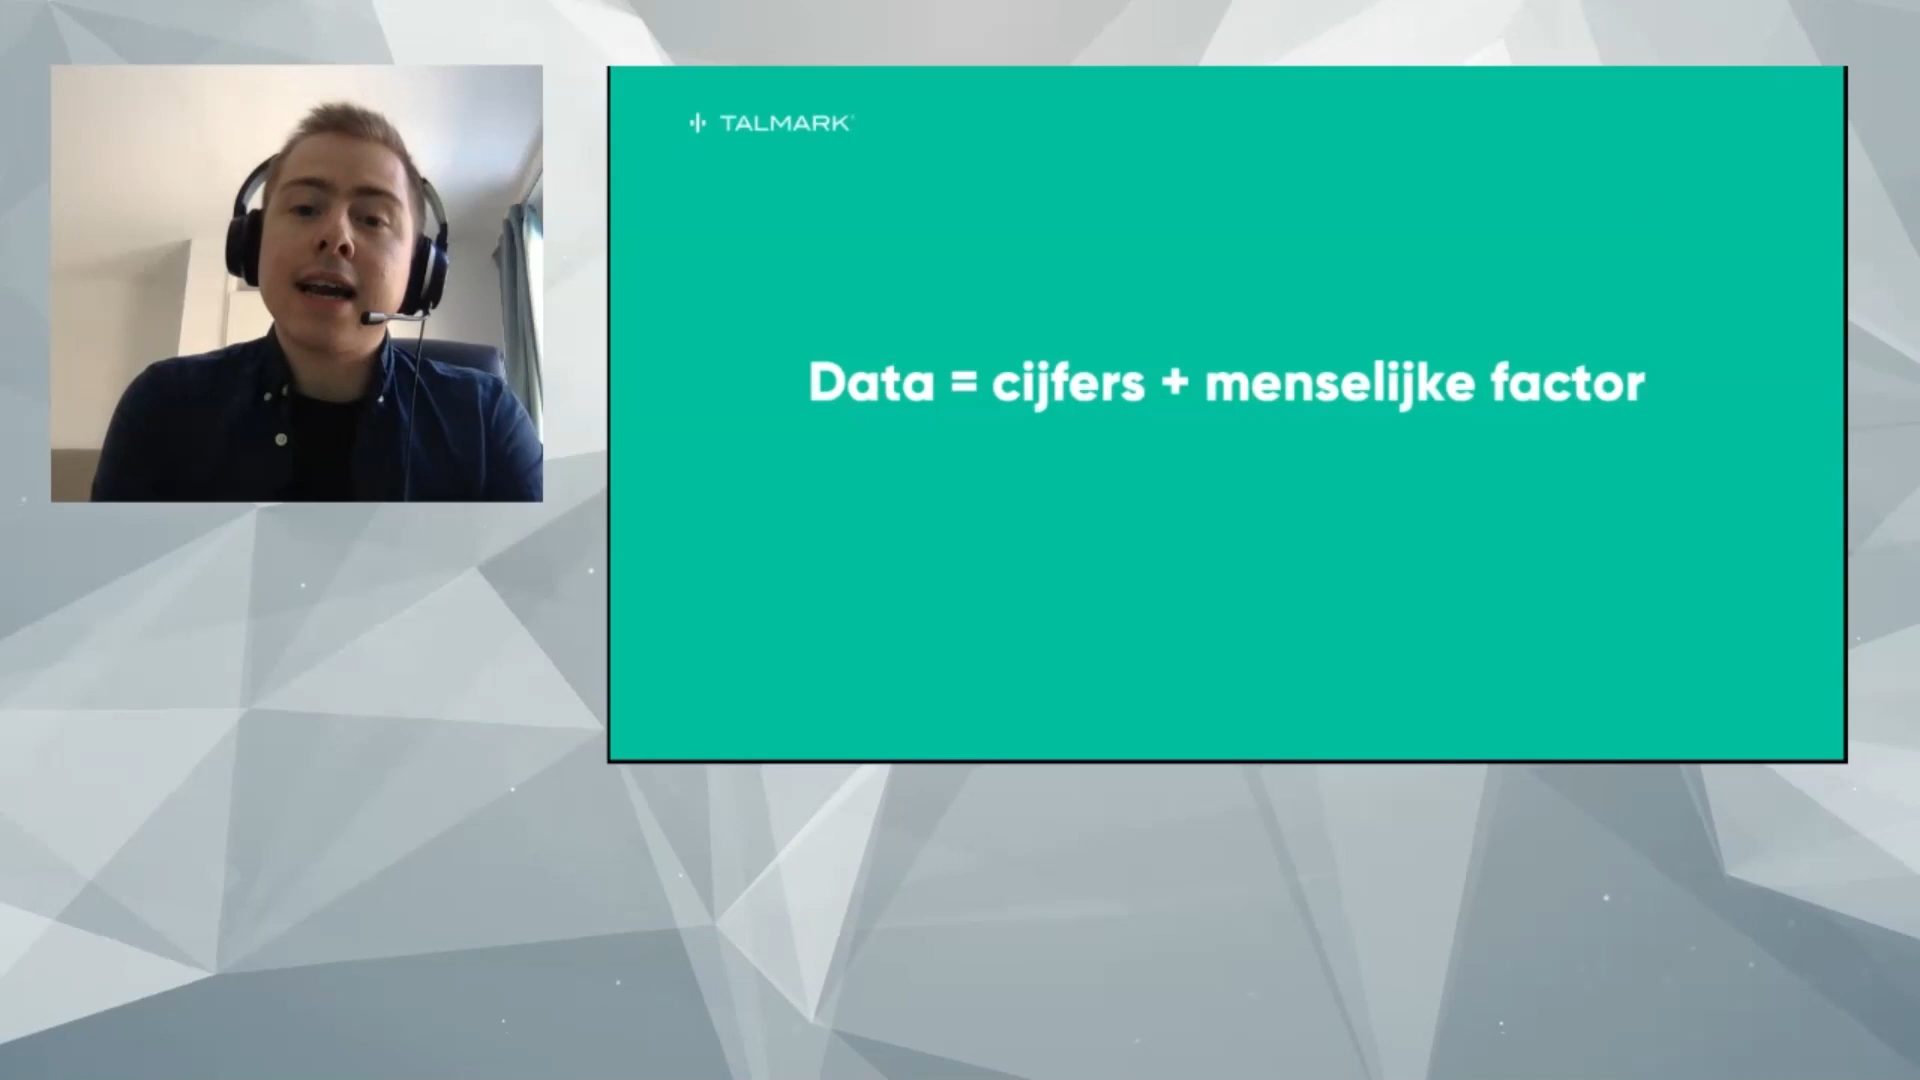 TALMARK
Data = cijfers + menselijke factor